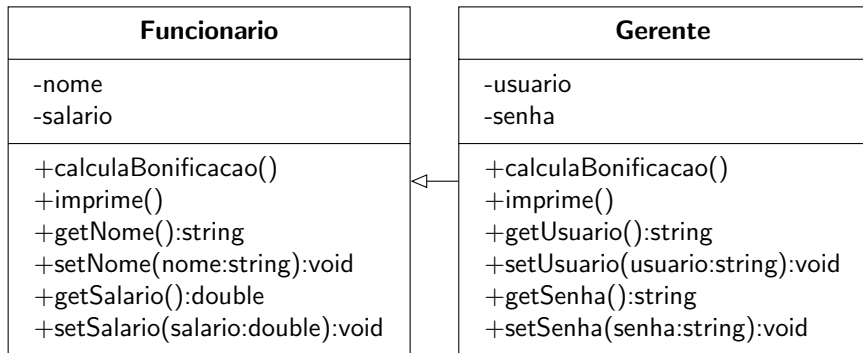 Funcionario
-nome
-salario
+calculaBonificacao()
+imprime()
+getNome():string
+setNome(nome:string):void
+getSalario():double
+setSalario(salario:double):void
Gerente
-usuario
-senha
+calculaBonificacao()
+imprime()
+getUsuario():string
+setUsuario(usuario:string):void
+getSenha():string
+setSenha(senha:string):void